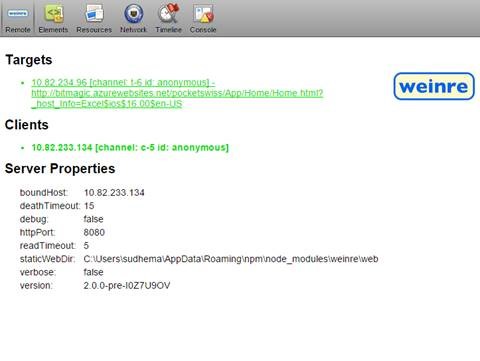 weinre
Remote Elements Resources Network Timeline Console
Targets
10.82.234.96 [channel: t-6 id: anonymous] -
http://bitmagic.azurewebsites.net/pocketswiss/App/Home/Home.html?
_host_Info=Excel$ios$16.00$en-US
weinre
Clients
10.82.233.134 [channel: c-5 id: anonymous]
Server Properties
boundHost: 10.82.233.134
deathTimeout: 15
debug: false
httpPort: 8080
readTimeout: 5
staticWebDir: C:\Users\sudhema\AppData\Roaming\npm\node_modules\weinre\web
verbose: false
version: 2.0.0-pre-I0Z7U9OV